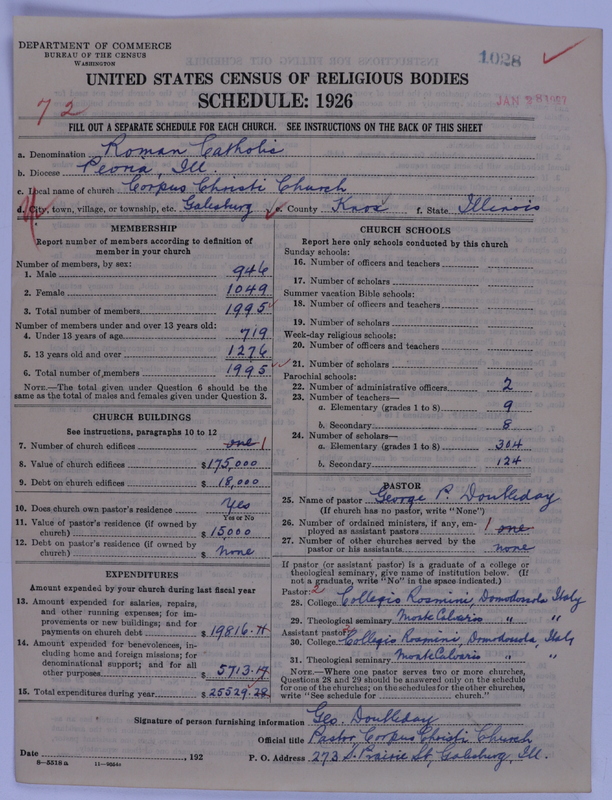 DEPARTMENT OF COMMERCE
BUREAU OF THE CENSUS
WASHINGTON
1028
UNITED STATES CENSUS OF RELIGIOUS BODIES
SCHEDULE: 1926
JAN 28 1927
72
FILL OUT A SEPARATE SCHEDULE FOR EACH CHURCH. SEE INSTRUCTIONS ON THE BACK OF THIS SHEET
a. Denomination Roman Catholic
b. Diocese Peoria, Ill.
c. Local name of church Corpus Christi Church
d. City, town, village, or township, etc. Galesburg e. County Knox f. State Illinois
MEMBERSHIP
Report number of members according to definition of
member in your church
Number of members, by sex:
1. Male 946
2. Female 1049
3. Total number of members 1995
Number of members under and over 13 years old:
4. Under 13 years of age 719
5. 13 years old and over 1276
6. Total number of members 1995
NOTE.—The total given under Question 6 should be the
same as the total of males and females given under Question 3.
CHURCH BUILDINGS
See instructions, paragraphs 10 to 12
7. Number of church edifices one 1
8. Value of church edifices $175,000
9. Debt on church edifices $18,000
10. Does church own pastor's residence? Yes
Yes or No
11. Value of pastor's residence (if owned by
church) $15000
12. Debt on pastor's residence (if owned by
church) $none
EXPENDITURES
Amount expended by your church during last fiscal year
13. Amount expended for salaries, repairs,
and other running expenses; for im-
provements or new buildings; and for
payments on church debt $19816.11
14. Amount expended for benevolences, in-
cluding home and foreign missions; for
denominational support; and for all
other purposes 5713.17
15. Total expenditures during year $25529.28
CHURCH SCHOOLS
Report here only schools conducted by this church
Sunday schools:
16. Number of officers and teachers
17. Number of scholars
Summer vacation Bible schools:
18. Number of officers and teachers
19. Number of scholars
Week-day religious schools:
20. Number of officers and teachers
21. Number of scholars
Parochial schools:
22. Number of administrative officers 2
23. Number of teachers—
a. Elementary (grades 1 to 8) 9
b. Secondary 8
24. Number of scholars—
a. Elementary (grades 1 to 8) 304
b. Secondary 124
PASTOR
25. Name of pastor George P. Doubleday
(If church has no pastor, write "None")
26. Number of ordained ministers, if any, em-
ployed as assistant pastors 1 one
27. Number of other churches served by the
pastor or his assistants none
If pastor (or assistant pastor) is a graduate of a college or
theological seminary, give name of institution below. (If
not a graduate, write "No" in the space indicated.)
Pastor: 2
28. College Collegio Rosmini, Domodossola Italy
29. Theological seminary Monte Calvario " "
Assistant pastor:
30. College Collegio Rosmini, Domodossola, Italy
31. Theological seminary Monte Calvario " "
NOTE.—Where one pastor serves two or more churches,
Questions 28 and 29 should be answered only on the schedule
for one of the churches; on the schedules for the other churches,
write "See schedule for church."
Signature of person furnishing information Geo. Doubleday
Official title Pastor, Corpus Christi Church
Date , 192 P. O. Address 273 S. Prairie St, Galesburg, Ill.
8—5518 a